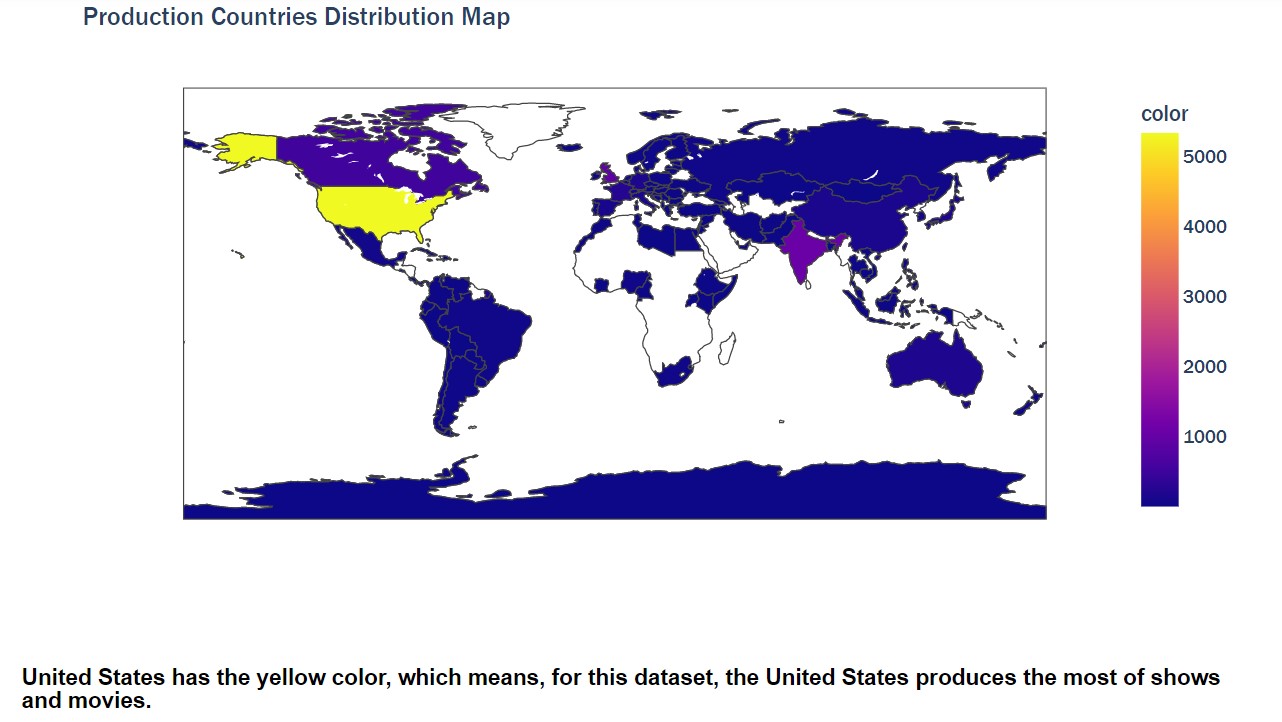 Production Countries Distribution Map
color
5000
4000
3000
2000
1000
United States has the yellow color, which means, for this dataset, the United States produces the most of shows
and movies.